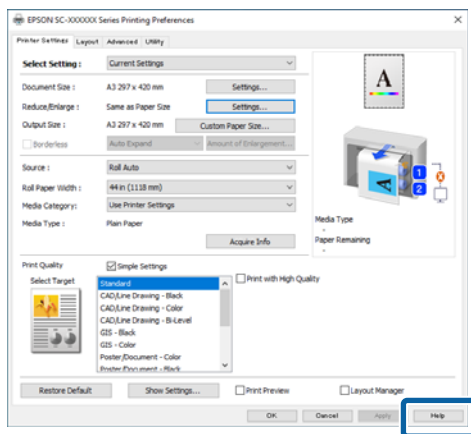 EPSON SC-XXXXXX Series Printing Preferences
Printer Settings Layout Advanced Utility
Select Setting : Current Settings
Document Size : A3 297 x 420 mm Settings...
Reduce/Enlarge : Same as Paper Size Settings...
Output Size : A3 297 x 420 mm Custom Paper Size...
Borderless Auto Expand Amount of Enlargement...
Source : Roll Auto
Roll Paper Width : 44 in (1118 mm)
Media Category: Use Printer Settings
Media Type : Plain Paper
Acquire Info
A
A
1
2
Media Type
-
Paper Remaining
-
Print Quality Simple Settings
Select Target
Standard
CAD/Line Drawing - Black
CAD/Line Drawing - Color
CAD/Line Drawing - Bi-Level
GIS - Black
GIS - Color
Poster/Document - Color
Poster/Document - Black
Print with High Quality
Restore Default Show Settings... Print Preview Layout Manager
OK Cancel Apply Help